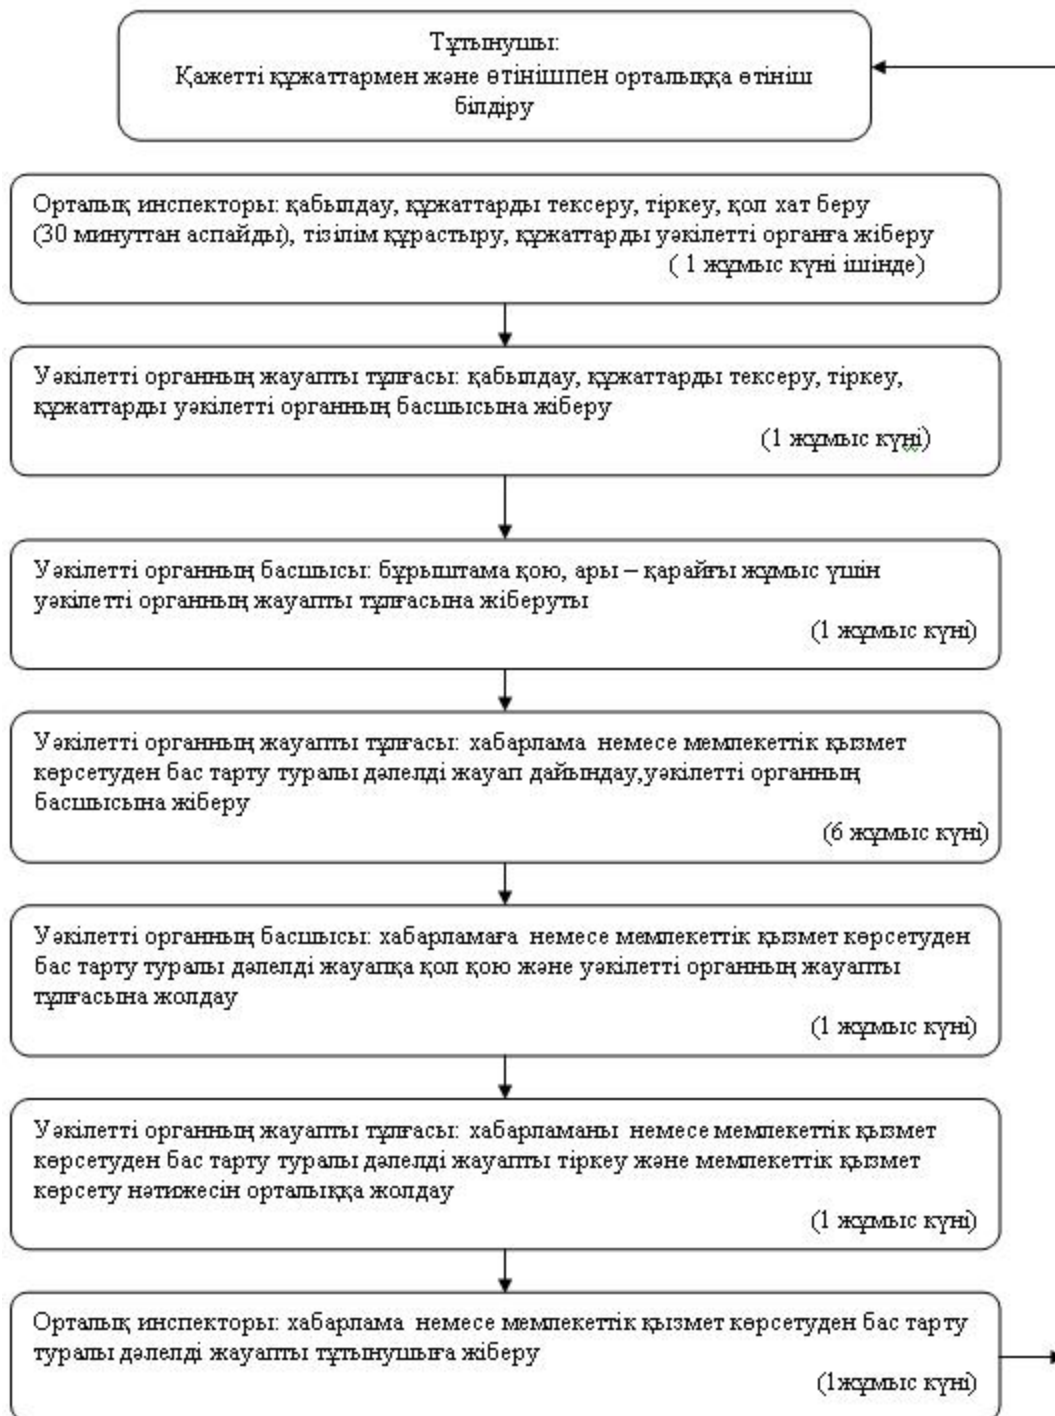 Тұтынушы:
Қажетті құжаттармен және өтінішпен орталыққа өтініш
білдіру
Орталық инспекторы: қабылдау, құжаттарды тексеру, тіркеу, қол хат беру
(30 минуттан аспайды), тізілім құрастыру, құжаттарды уәкілетті органға жіберу
( 1 жұмыс күні ішінде)
Уәкілетті органның жауапты тұлғасы: қабылдау, құжаттарды тексеру, тіркеу,
құжаттарды уәкілетті органның басшысына жіберу
(1 жұмыс күні)
Уәкілетті органның басшысы: бұрыштама қою, ары – қарайғы жұмыс үшін
уәкілетті органның жауапты тұлғасына жіберуты
(1 жұмыс күні)
Уәкілетті органның жауапты тұлғасы: хабарлама немесе мемлекеттік қызмет
көрсетуден бас тарту туралы дәлелді жауап дайындау,уәкілетті органның
басшысына жіберу
(6 жұмыс күні)
Уәкілетті органның басшысы: хабарламаға немесе мемлекеттік қызмет көрсетуден
бас тарту туралы дәлелді жауапқа қол қою және уәкілетті органның жауапты
тұлғасына жолдау
(1 жұмыс күні)
Уәкілетті органның жауапты тұлғасы: хабарламаны немесе мемлекеттік қызмет
көрсетуден бас тарту туралы дәлелді жауапты тіркеу және мемлекеттік қызмет
көрсету нәтижесін орталыққа жолдау
(1 жұмыс күні)
Орталық инспекторы: хабарлама немесе мемлекеттік қызмет көрсетуден бас тарту
туралы дәлелді жауапты тұтынушыға жіберу
(1жұмыс күні)